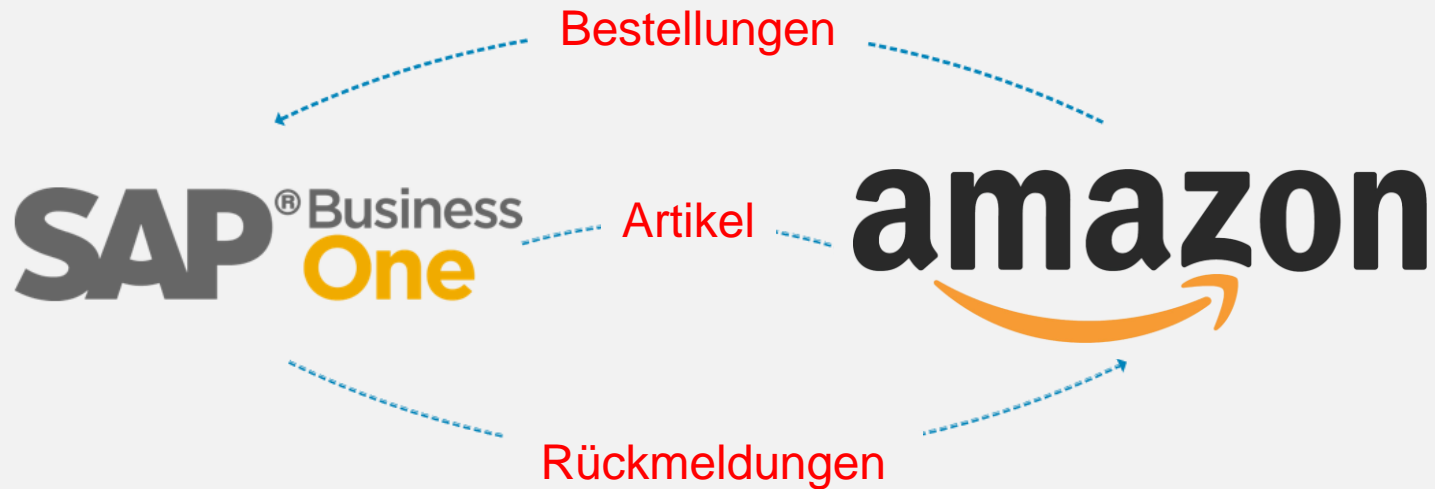 Bestellungen
SAP® Business
One
Artikel
amazon
Rückmeldungen